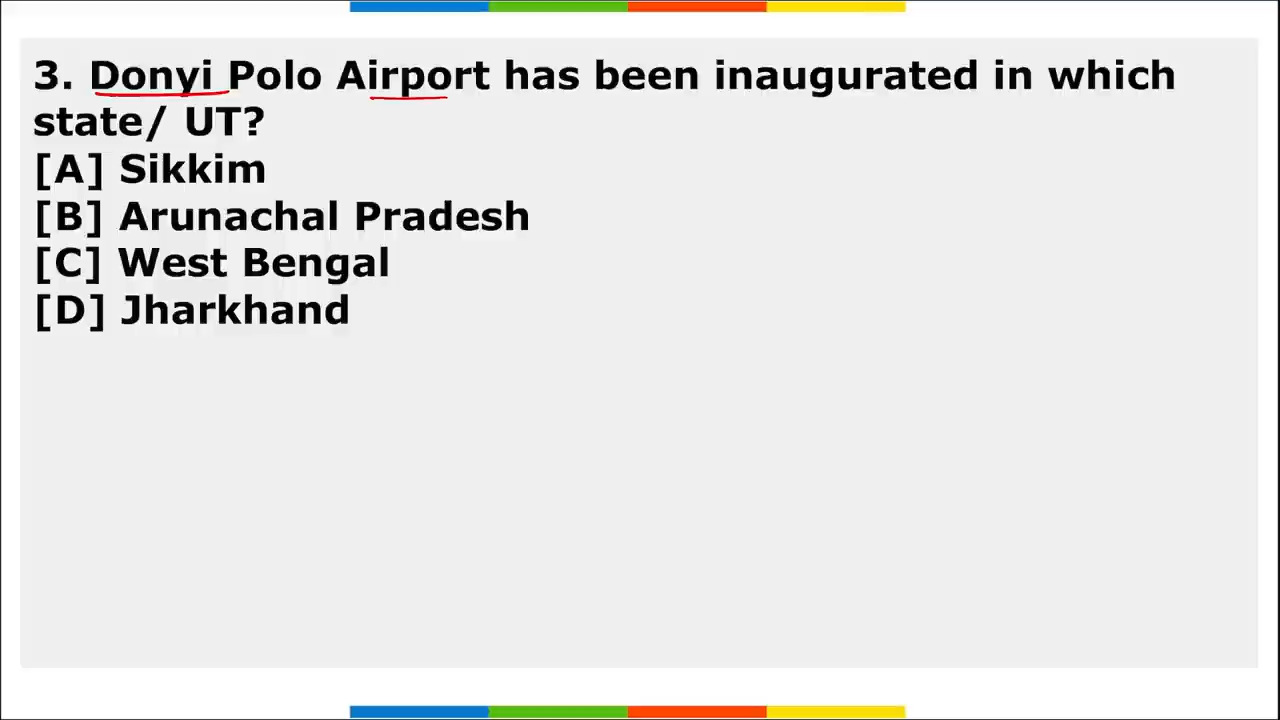 3. Donyi Polo Airport has been inaugurated in which
state/ UT?
[A] Sikkim
[B] Arunachal Pradesh
[C] West Bengal
[D] Jharkhand